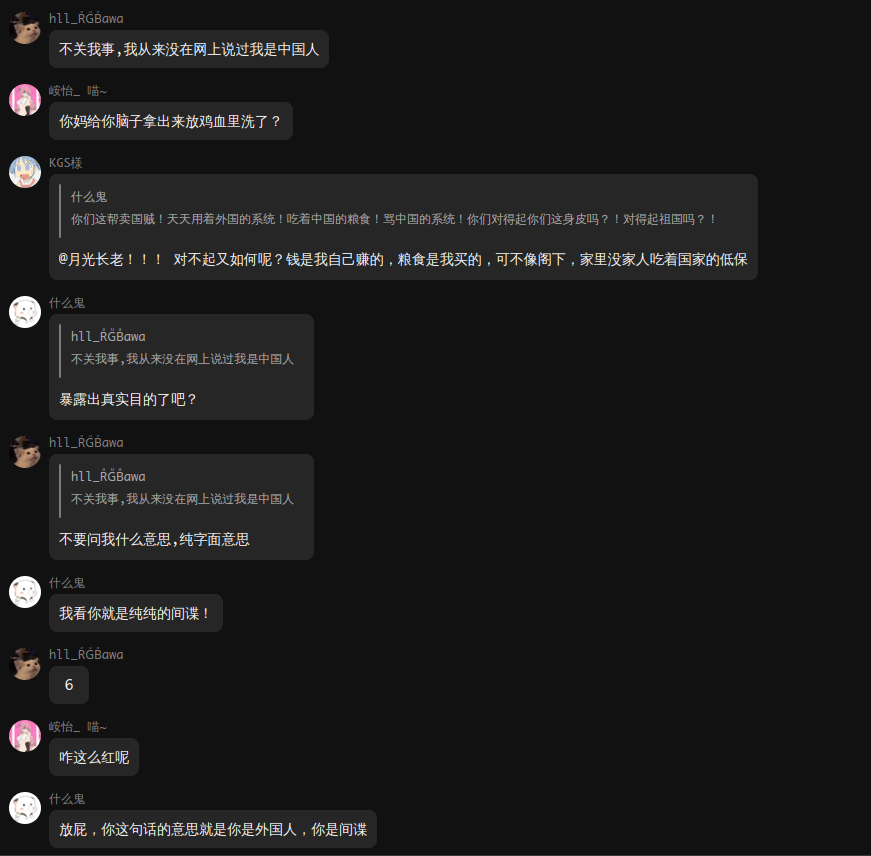 hll_ŘĞB̂awa
不关我事,我从来没在网上说过我是中国人
峖怡_ 喵~
你妈给你脑子拿出来放鸡血里洗了？
KGS様
什么鬼
你们这帮卖国贼！天天用着外国的系统！吃着中国的粮食！骂中国的系统！你们对得起你们这身皮吗？！对得起祖国吗？！
@月光长老！！！ 对不起又如何呢？钱是我自己赚的，粮食是我买的，可不像阁下，家里没家人吃着国家的低保
什么鬼
hll_ŘĞB̂awa
不关我事,我从来没在网上说过我是中国人
暴露出真实目的了吧？
hll_ŘĞB̂awa
hll_ŘĞB̂awa
不关我事,我从来没在网上说过我是中国人
不要问我什么意思,纯字面意思
什么鬼
我看你就是纯纯的间谍！
hll_ŘĞB̂awa
6
峖怡_ 喵~
咋这么红呢
什么鬼
放屁，你这句话的意思就是你是外国人，你是间谍